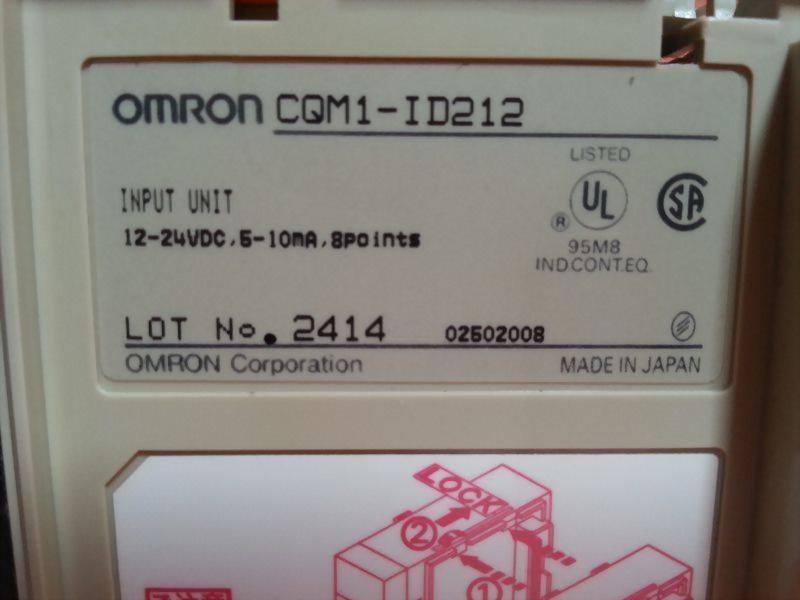 OMRON CQM1-ID212
LISTED
UL
®
SA
95M8
IND.CONT.EQ.
INPUT UNIT
12-24VDC,5-10mA,8points
LOT No. 2414 02502008
OMRON Corporation MADE IN JAPAN
LOCK
②
①